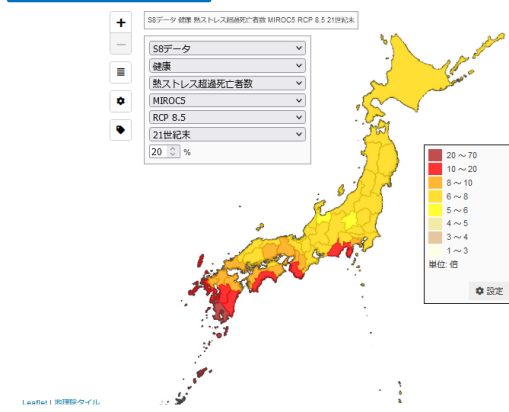 +
S8データ 健康 熱ストレス超過死亡者数 MIROC5 RCP 8.5 21世紀末
−
S8データ
健康
熱ストレス超過死亡者数
MIROC5
RCP 8.5
21世紀末
20 %
20 ～ 70
10 ～ 20
8 ～ 10
6 ～ 8
5 ～ 6
4 ～ 5
3 ～ 4
1 ～ 3
単位: 倍
設定
Leaflet | 地理院タイル